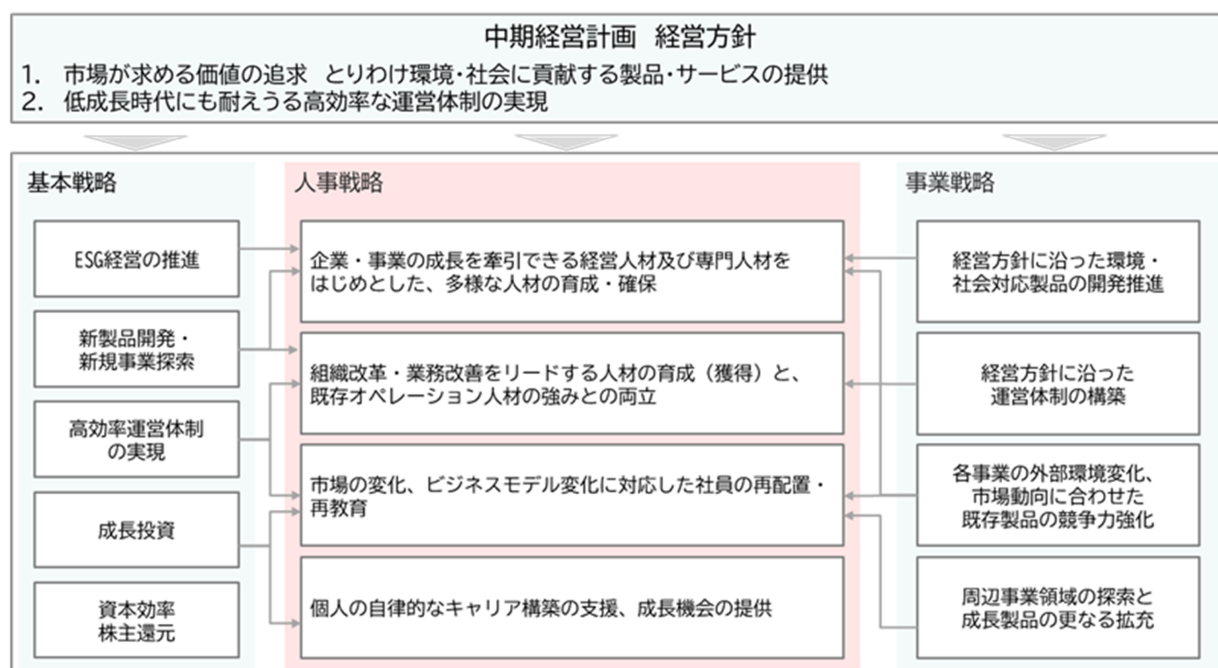 中期経営計画　経営方針
1.　市場が求める価値の追求　とりわけ環境・社会に貢献する製品・サービスの提供
2.　低成長時代にも耐えうる高効率な運営体制の実現
基本戦略
ESG経営の推進
新製品開発・
新規事業探索
高効率運営体制
の実現
成長投資
資本効率
株主還元
人事戦略
企業・事業の成長を牽引できる経営人材及び専門人材を
はじめとした、多様な人材の育成・確保
組織改革・業務改善をリードする人材の育成（獲得）と、
既存オペレーション人材の強みとの両立
市場の変化、ビジネスモデル変化に対応した社員の再配置・
再教育
個人の自律的なキャリア構築の支援、成長機会の提供
事業戦略
経営方針に沿った環境・
社会対応製品の開発推進
経営方針に沿った
運営体制の構築
各事業の外部環境変化、
市場動向に合わせた
既存製品の競争力強化
周辺事業領域の探索と
成長製品の更なる拡充